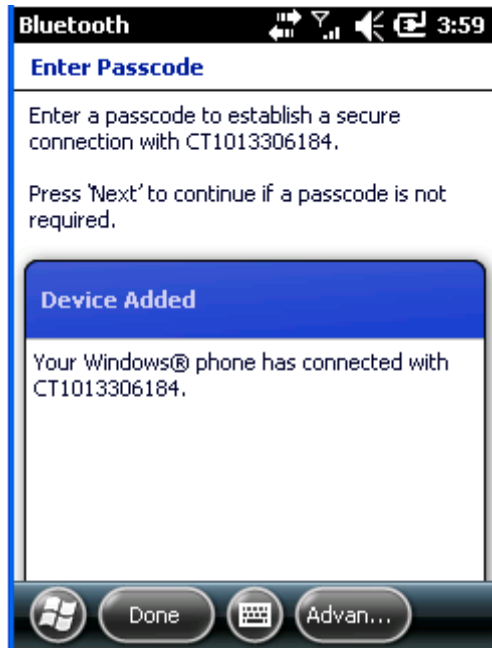 Bluetooth 3:59
Enter Passcode
Enter a passcode to establish a secure
connection with CT1013306184.
Press 'Next' to continue if a passcode is not
required.
Device Added
Your Windows® phone has connected with
CT1013306184.
Done Advan...